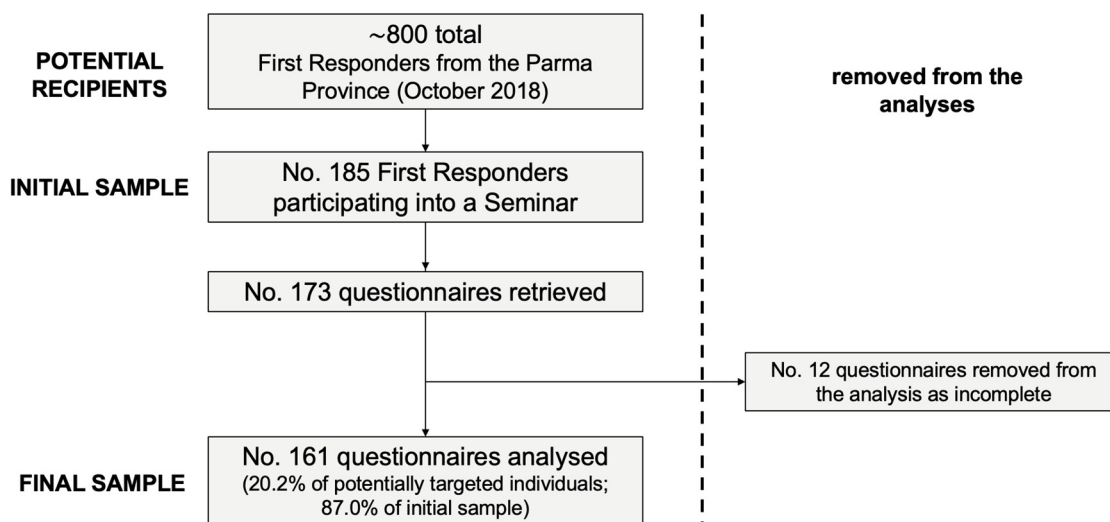 POTENTIAL
RECIPIENTS
~800 total
First Responders from the Parma
Province (October 2018)
removed from the
analyses
INITIAL SAMPLE
No. 185 First Responders
participating into a Seminar
No. 173 questionnaires retrieved
No. 12 questionnaires removed from
the analysis as incomplete
FINAL SAMPLE
No. 161 questionnaires analysed
(20.2% of potentially targeted individuals;
87.0% of initial sample)